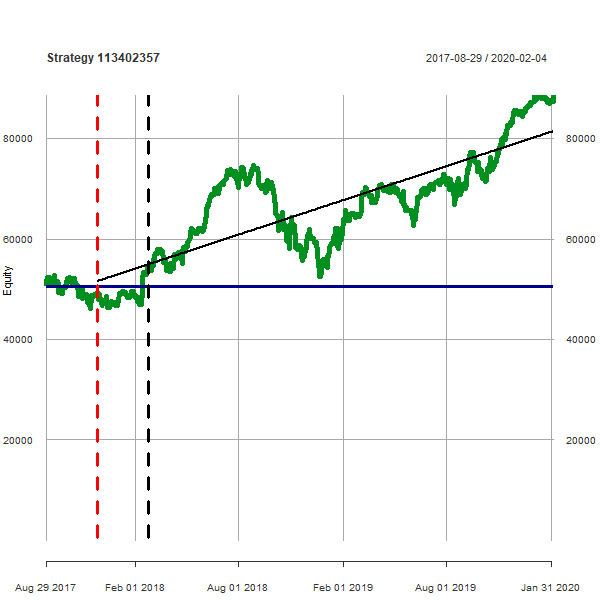 Strategy 113402357
2017-08-29 / 2020-02-04
80000
80000
60000
60000
Equity
40000
40000
20000
20000
Aug 29 2017
Feb 01 2018
Aug 01 2018
Feb 01 2019
Aug 01 2019
Jan 31 2020